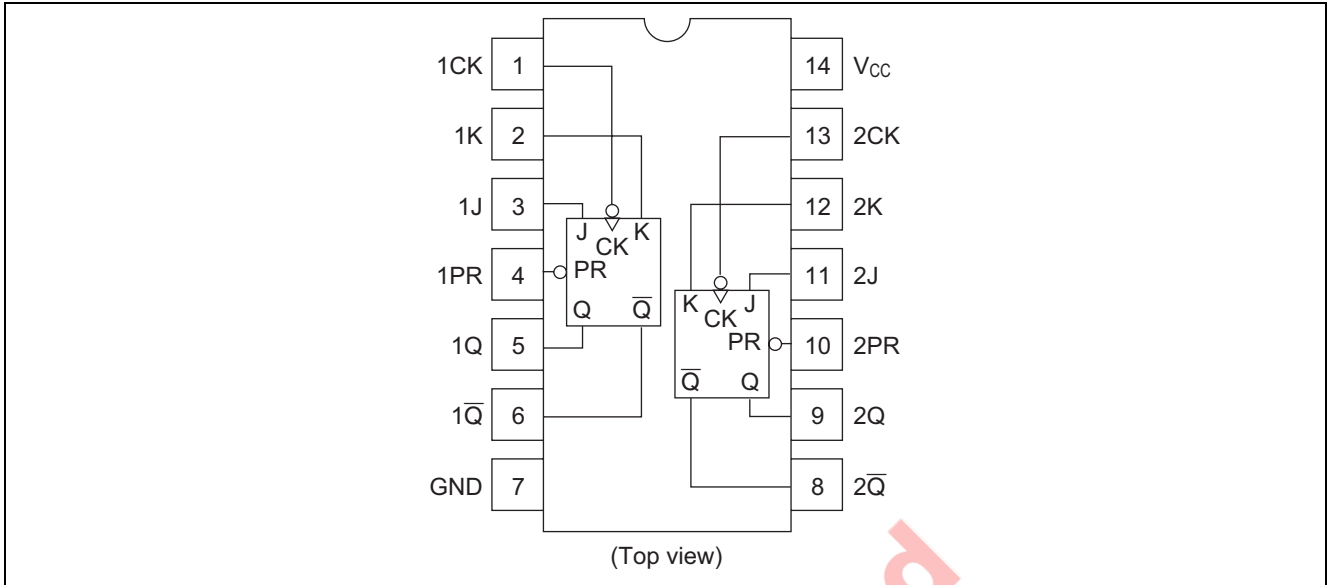 1CK 1
1K 2
1J 3
1PR 4
1Q 5
1Q̅ 6
GND 7
14 VCC
13 2CK
12 2K
11 2J
10 2PR
9 2Q
8 2Q̅
J CK K
PR
Q Q̅
K CK J
PR
Q̅ Q
(Top view)